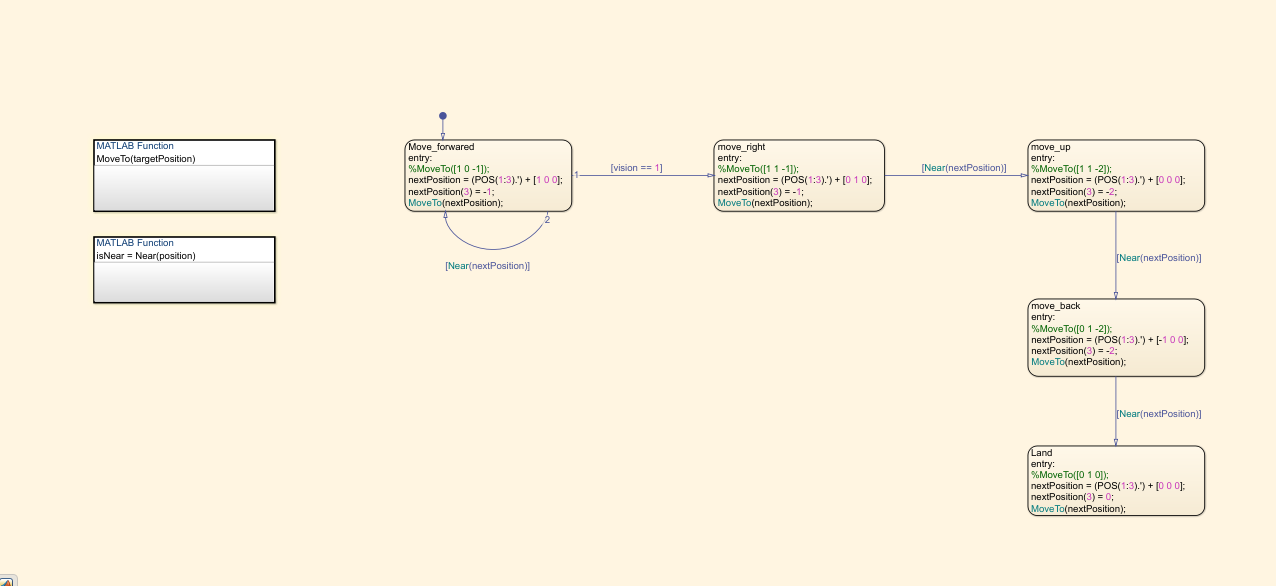 MATLAB Function
MoveTo(targetPosition)
MATLAB Function
isNear = Near(position)
Move_forwared
entry:
%MoveTo([1 0 -1]);
nextPosition = (POS(1:3).') + [1 0 0];
nextPosition(3) = -1;
MoveTo(nextPosition);
1
[vision == 1]
2
[Near(nextPosition)]
move_right
entry:
%MoveTo([1 1 -1]);
nextPosition = (POS(1:3).') + [0 1 0];
nextPosition(3) = -1;
MoveTo(nextPosition);
[Near(nextPosition)]
move_up
entry:
%MoveTo([1 1 -2]);
nextPosition = (POS(1:3).') + [0 0 0];
nextPosition(3) = -2;
MoveTo(nextPosition);
[Near(nextPosition)]
move_back
entry:
%MoveTo([0 1 -2]);
nextPosition = (POS(1:3).') + [-1 0 0];
nextPosition(3) = -2;
MoveTo(nextPosition);
[Near(nextPosition)]
Land
entry:
%MoveTo([0 1 0]);
nextPosition = (POS(1:3).') + [0 0 0];
nextPosition(3) = 0;
MoveTo(nextPosition);